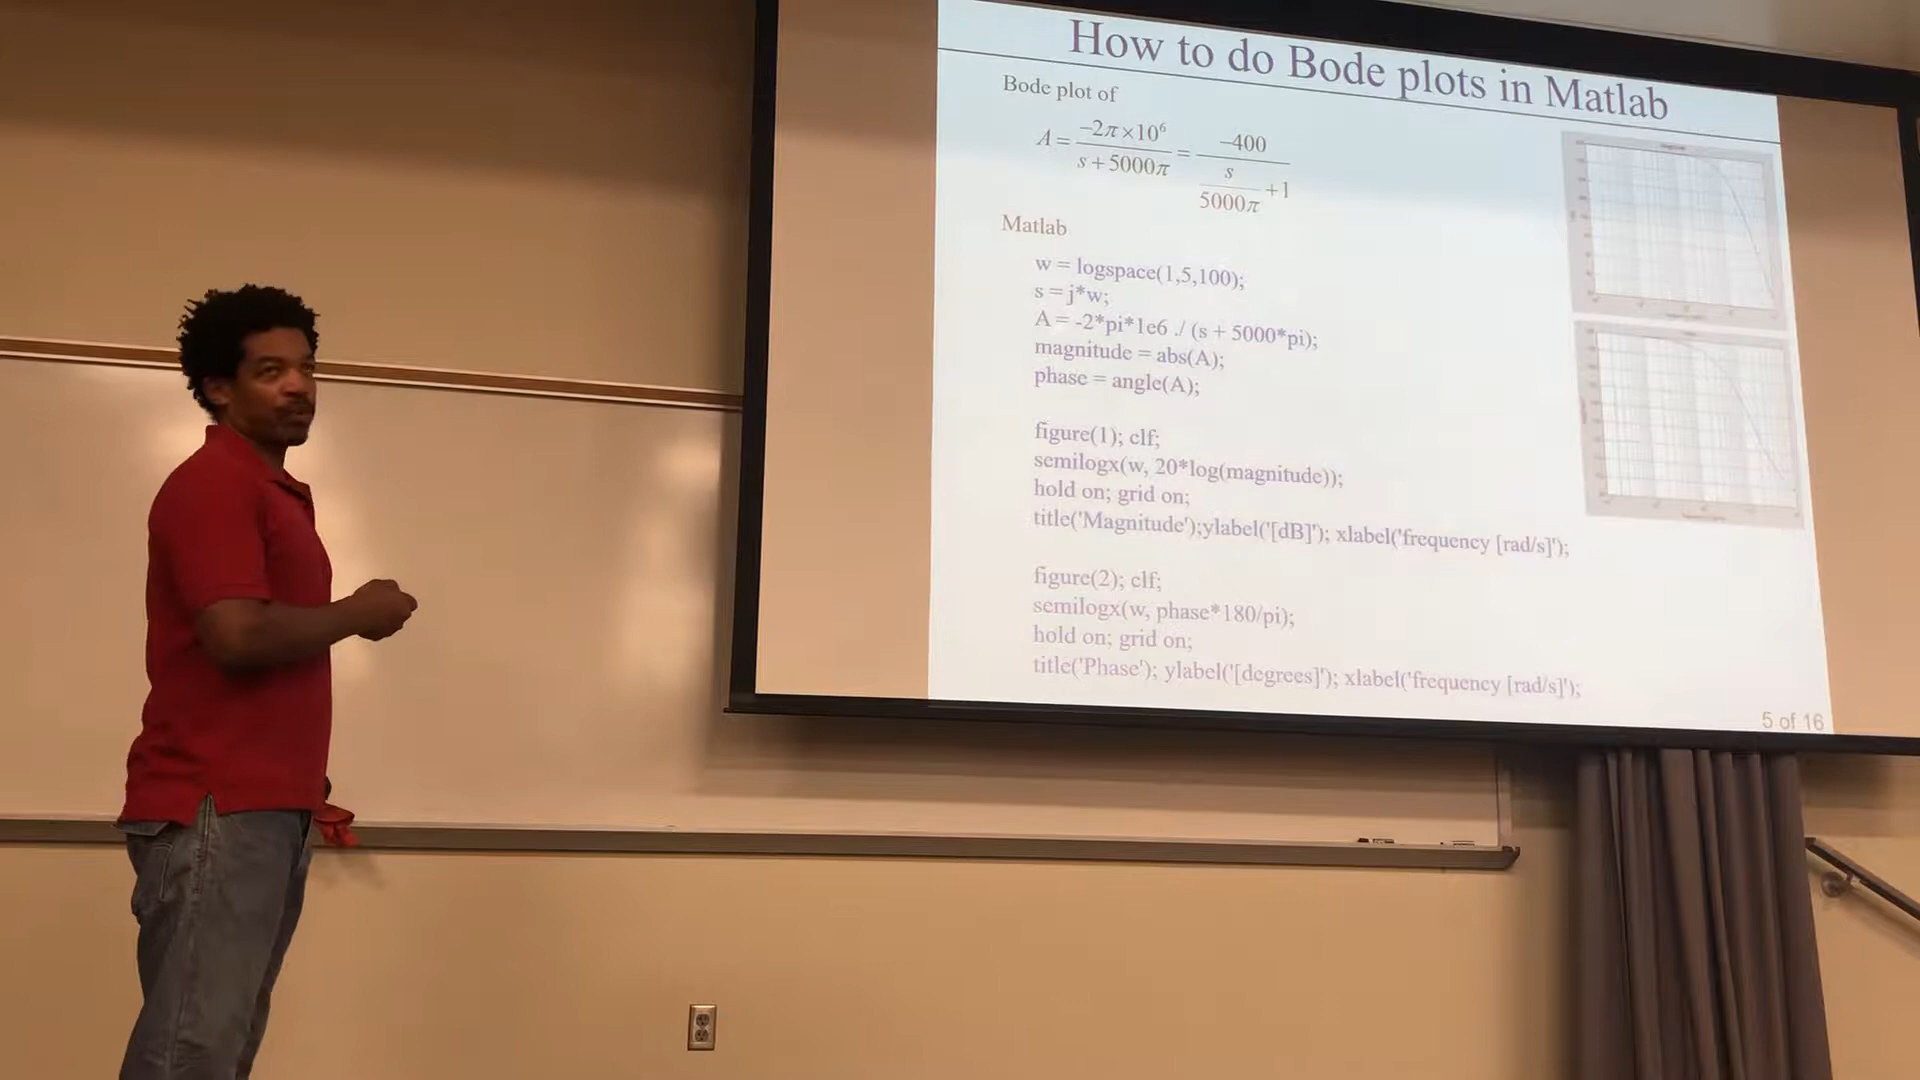 How to do Bode plots in Matlab
Bode plot of
A = −2π×10⁶ / (s + 5000π) = −400 / (s / 5000π + 1)
Matlab
w = logspace(1,5,100);
s = j*w;
A = -2*pi*1e6 ./ (s + 5000*pi);
magnitude = abs(A);
phase = angle(A);
figure(1); clf;
semilogx(w, 20*log(magnitude));
hold on; grid on;
title('Magnitude');ylabel('[dB]'); xlabel('frequency [rad/s]');
figure(2); clf;
semilogx(w, phase*180/pi);
hold on; grid on;
title('Phase'); ylabel('[degrees]'); xlabel('frequency [rad/s]');
5 of 16